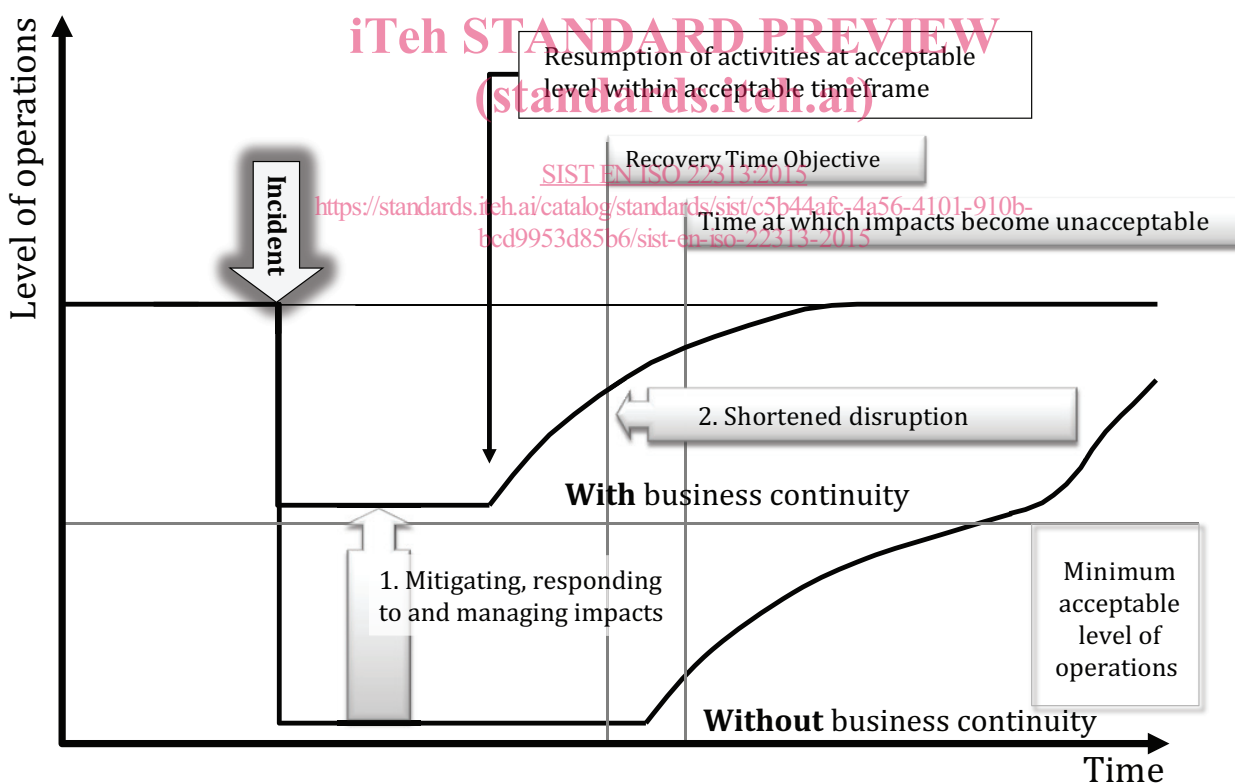 iTeh STANDARD PREVIEW
(standards.iteh.ai)
Resumption of activities at acceptable
level within acceptable timeframe
Recovery Time Objective
SIST EN ISO 22313:2015
https://standards.iteh.ai/catalog/standards/sist/c5b44afc-4a56-4101-910b-
bcd9953d85b6/sist-en-iso-22313-2015
Time at which impacts become unacceptable
Level of operations
Incident
2. Shortened disruption
With business continuity
1. Mitigating, responding
to and managing impacts
Minimum
acceptable
level of
operations
Without business continuity
Time